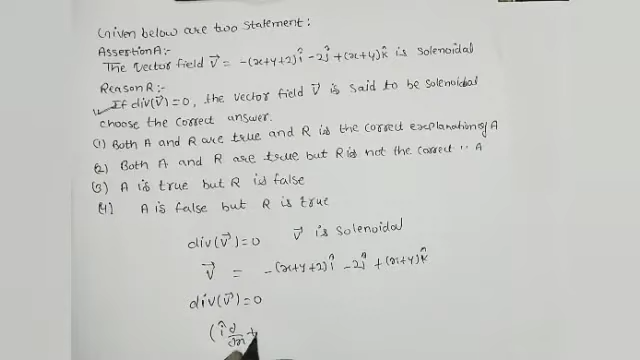 Given below are two statement:
Assertion A:-
The Vector field V⃗ = -(x+y+2)î -2ĵ +(x+y)k̂ is solenoidal
Reason R:-
If div(V⃗)=0, the vector field V⃗ is said to be solenoidal
choose the correct answer.
(1) Both A and R are true and R is the correct explanation of A
(2) Both A and R are true but R is not the correct '' A
(3) A is true but R is false
(4) A is false but R is true
div(V⃗)=0 V⃗ is solenoidal
V⃗ = -(x+y+2)î -2ĵ +(x+y)k̂
div(V⃗)=0
(î ∂/∂x +